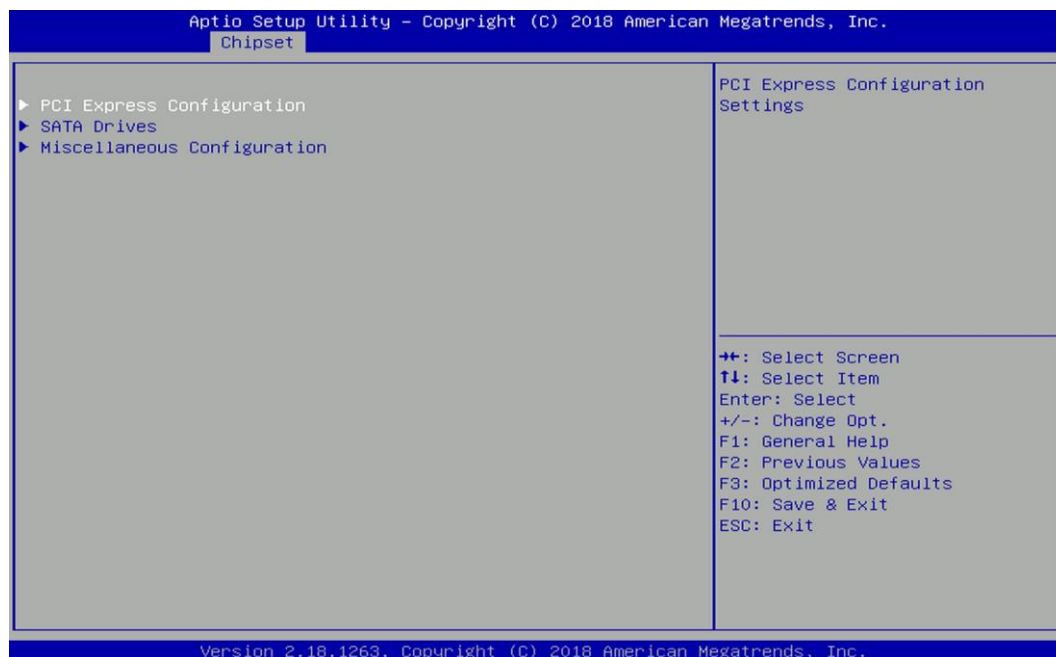 Aptio Setup Utility – Copyright (C) 2018 American Megatrends, Inc.
Chipset
▶ PCI Express Configuration
▶ SATA Drives
▶ Miscellaneous Configuration
PCI Express Configuration
Settings
→←: Select Screen
↑↓: Select Item
Enter: Select
+/-: Change Opt.
F1: General Help
F2: Previous Values
F3: Optimized Defaults
F10: Save & Exit
ESC: Exit
Version 2.18.1263. Copyright (C) 2018 American Megatrends, Inc.